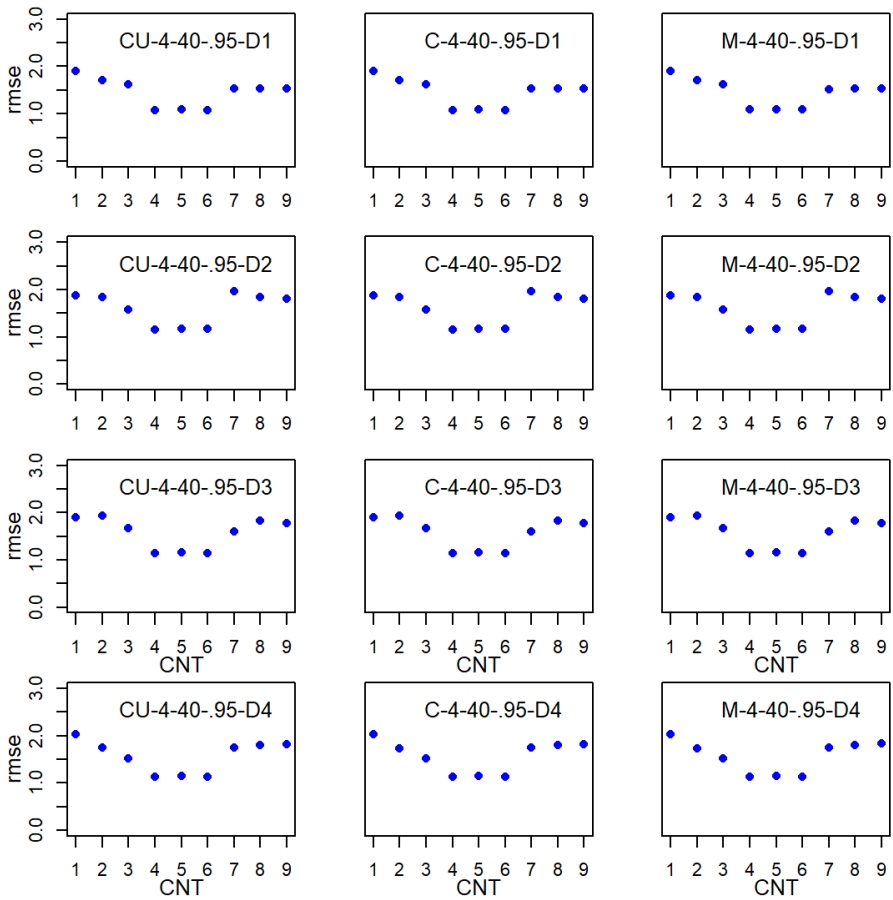 CU-4-40-.95-D1
C-4-40-.95-D1
M-4-40-.95-D1
rmse
0.0 1.0 2.0 3.0
1 2 3 4 5 6 7 8 9
1 2 3 4 5 6 7 8 9
1 2 3 4 5 6 7 8 9
CU-4-40-.95-D2
C-4-40-.95-D2
M-4-40-.95-D2
rmse
0.0 1.0 2.0 3.0
1 2 3 4 5 6 7 8 9
1 2 3 4 5 6 7 8 9
1 2 3 4 5 6 7 8 9
CU-4-40-.95-D3
C-4-40-.95-D3
M-4-40-.95-D3
rmse
0.0 1.0 2.0 3.0
1 2 3 4 5 6 7 8 9
1 2 3 4 5 6 7 8 9
1 2 3 4 5 6 7 8 9
CNT
CNT
CNT
CU-4-40-.95-D4
C-4-40-.95-D4
M-4-40-.95-D4
rmse
0.0 1.0 2.0 3.0
1 2 3 4 5 6 7 8 9
1 2 3 4 5 6 7 8 9
1 2 3 4 5 6 7 8 9
CNT
CNT
CNT